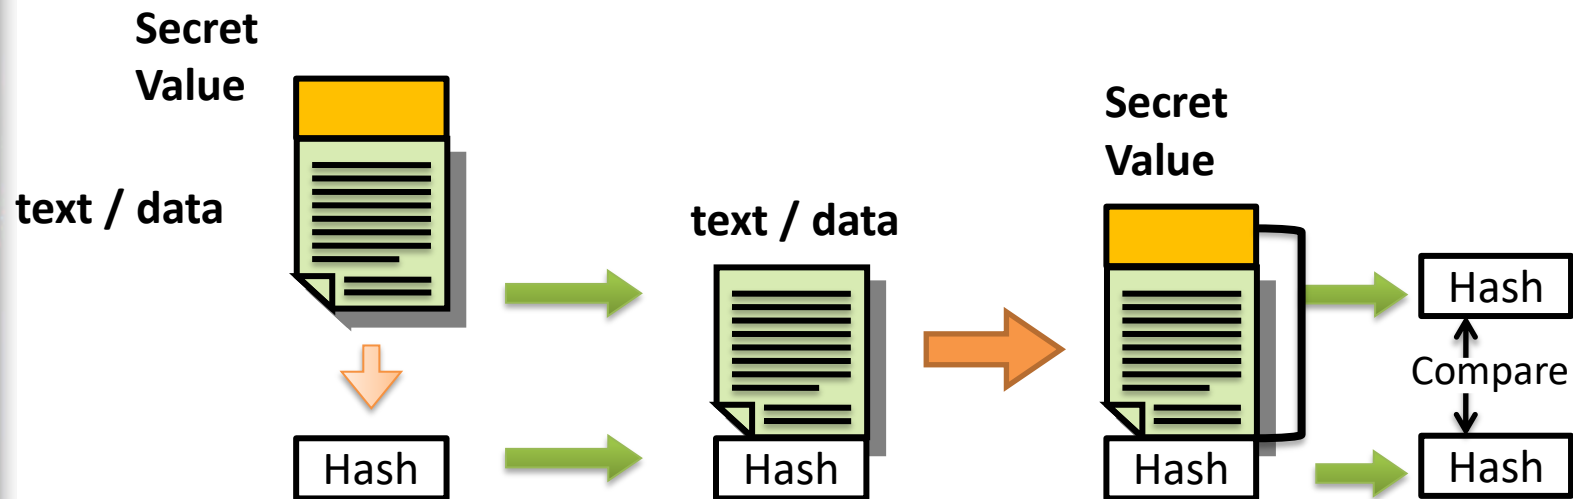 Secret
Value
text / data
Hash
text / data
Hash
Secret
Value
Hash
Hash
Compare
Hash